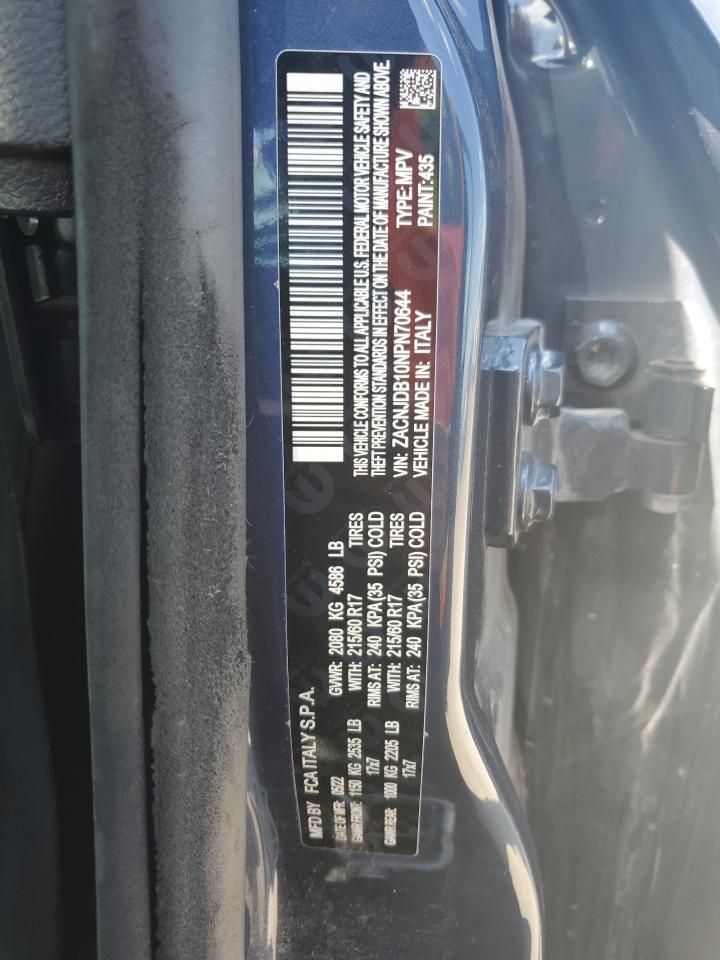 MFD BY FCA ITALY S.P.A.
DATE OF MFR: 05/22 GVWR: 2080 KG 4586 LB
GAWR FRONT: 1150 KG 2535 LB WITH: 215/60 R17 TIRES
17x7 RIMS AT: 240 KPA(35 PSI) COLD
GAWR REAR: 1000 KG 2205 LB WITH: 215/60 R17 TIRES
17x7 RIMS AT: 240 KPA(35 PSI) COLD
THIS VEHICLE CONFORMS TO ALL APPLICABLE U.S. FEDERAL MOTOR VEHICLE SAFETY AND
THEFT PREVENTION STANDARDS IN EFFECT ON THE DATE OF MANUFACTURE SHOWN ABOVE.
VIN: ZACNJDB10NPN70644 TYPE: MPV
VEHICLE MADE IN: ITALY PAINT: 435